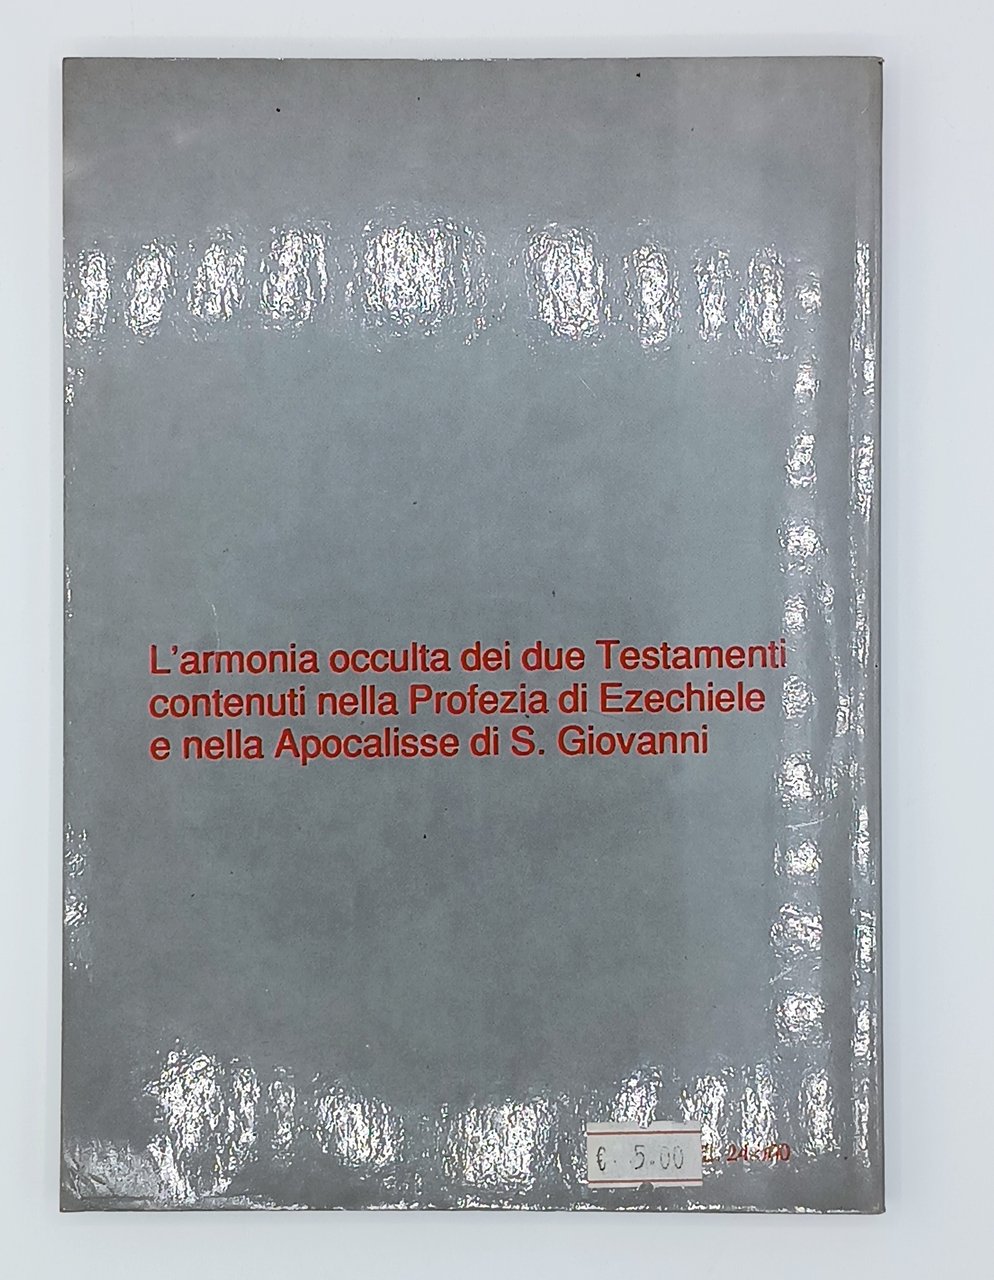 L'armonia occulta dei due Testamenti
contenuti nella Profezia di Ezechiele
e nella Apocalisse di S. Giovanni
€ 5.00